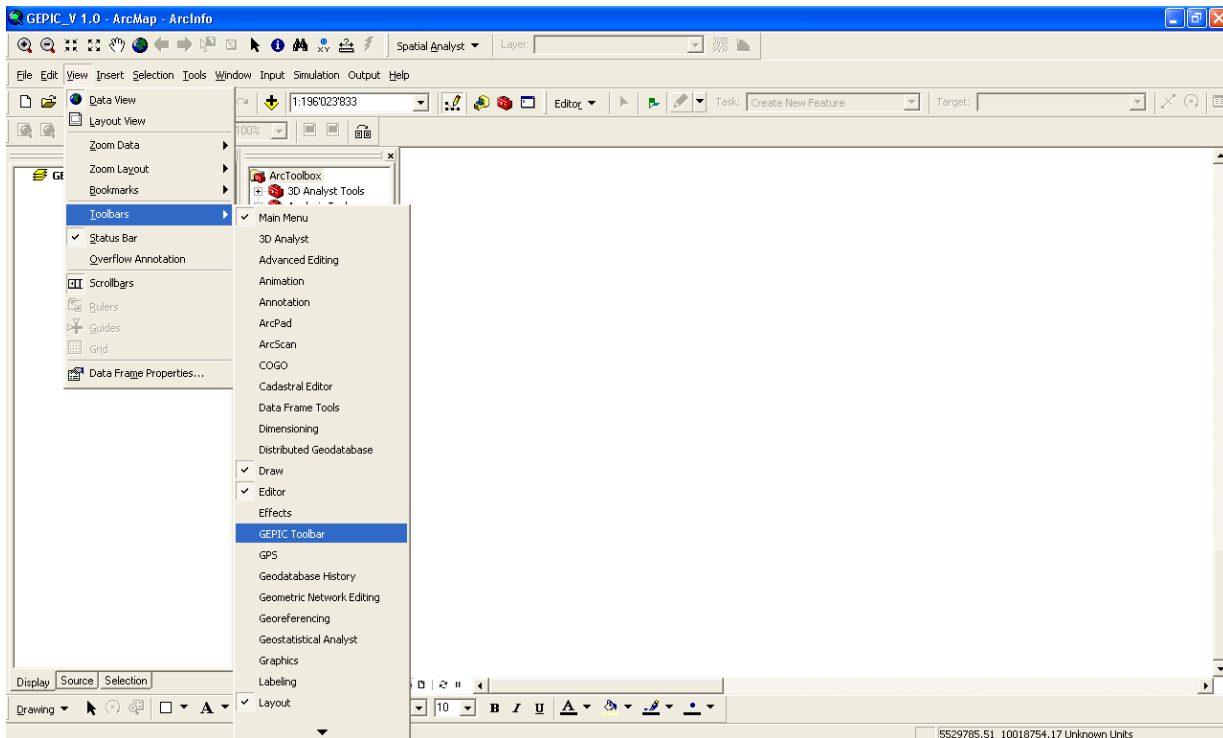 GEPIC_V 1.0 - ArcMap - ArcInfo
Spatial Analyst Layer:
File Edit View Insert Selection Tools Window Input Simulation Output Help
1:196'023'833 Editor Task: Create New Feature Target:
100%
Data View
Layout View
Zoom Data
Zoom Layout
Bookmarks
Toolbars
Status Bar
Overflow Annotation
Scrollbars
Rulers
Guides
Grid
Data Frame Properties...
ArcToolbox
3D Analyst Tools
Main Menu
3D Analyst
Advanced Editing
Animation
Annotation
ArcPad
ArcScan
COGO
Cadastral Editor
Data Frame Tools
Dimensioning
Distributed Geodatabase
Draw
Editor
Effects
GEPIC Toolbar
GPS
Geodatabase History
Geometric Network Editing
Georeferencing
Geostatistical Analyst
Graphics
Labeling
Layout
Display Source Selection
Drawing A 10 B I U A
5529785.51 10018754.17 Unknown Units